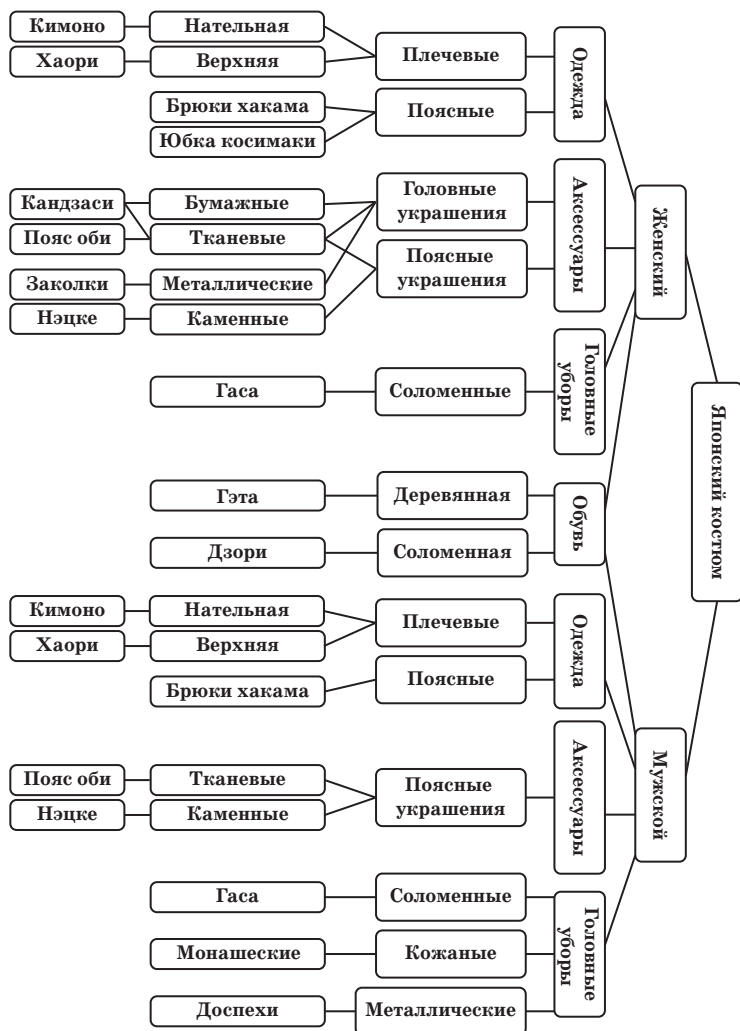 Кимоно
Нательная
Плечевые
Одежда
Хаори
Верхняя
Брюки хакама
Поясные
Юбка косимаки
Женский
Кандзаси
Бумажные
Головные
украшения
Аксессуары
Пояс оби
Тканевые
Поясные
украшения
Заколки
Металлические
Нэцке
Каменные
Гаса
Соломенные
Головные
уборы
Японский костюм
Гэта
Деревянная
Обувь
Дзори
Соломенная
Кимоно
Нательная
Плечевые
Одежда
Хаори
Верхняя
Брюки хакама
Поясные
Мужской
Пояс оби
Тканевые
Поясные
украшения
Аксессуары
Нэцке
Каменные
Гаса
Соломенные
Головные
уборы
Монашеские
Кожаные
Доспехи
Металлические